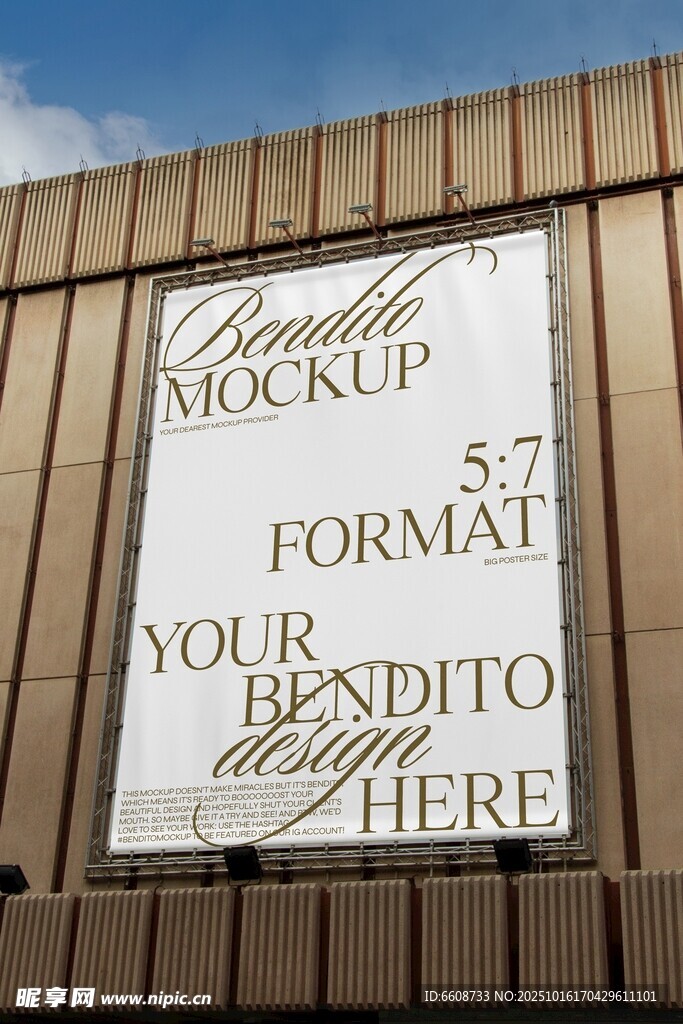 Bendito
MOCKUP
YOUR DEAREST MOCKUP PROVIDER
5:7
FORMAT
BIG POSTER SIZE
YOUR
BENDITO
design
HERE
THIS MOCKUP DOESN'T MAKE MIRACLES BUT IT'S BENDITO
WHICH MEANS IT'S READY TO BOOOOOOST YOUR
BEAUTIFUL DESIGN AND HOPEFULLY SHUT YOUR CLIENT'S
MOUTH. SO MAYBE GIVE IT A TRY AND SEE! AND BTW, WE'D
LOVE TO SEE YOUR WORK; USE THE HASHTAG
#BENDITOMOCKUP TO BE FEATURED ON OUR IG ACCOUNT!
昵享网 www.nipic.cn
ID:6608733 NO:20251016170429611101